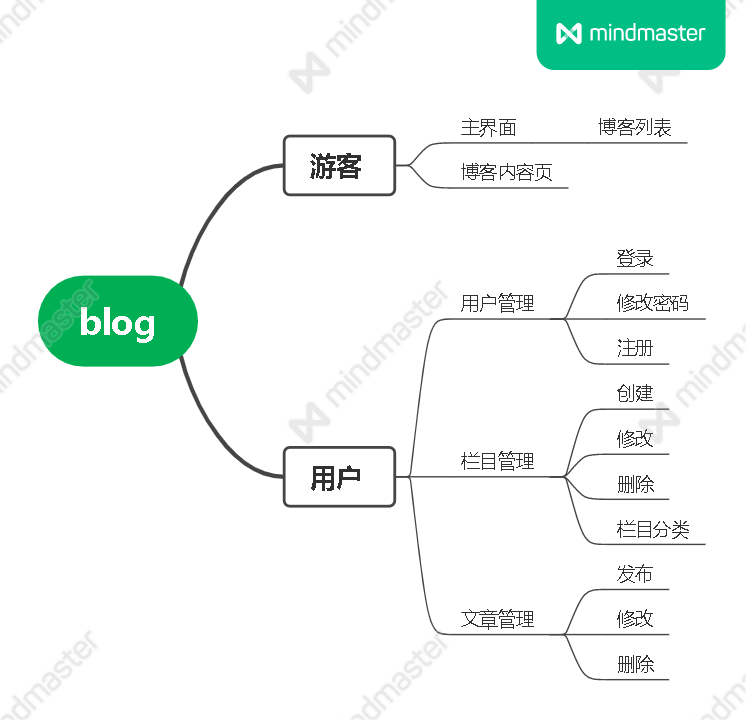 mindmaster
blog
游客
主界面
博客列表
博客内容页
用户
用户管理
登录
修改密码
注册
栏目管理
创建
修改
删除
栏目分类
文章管理
发布
修改
删除
mindmaster
mindmaster
mindmaster
mindmaster
mindmaster
mindmaster
mindmaster
mindmaster